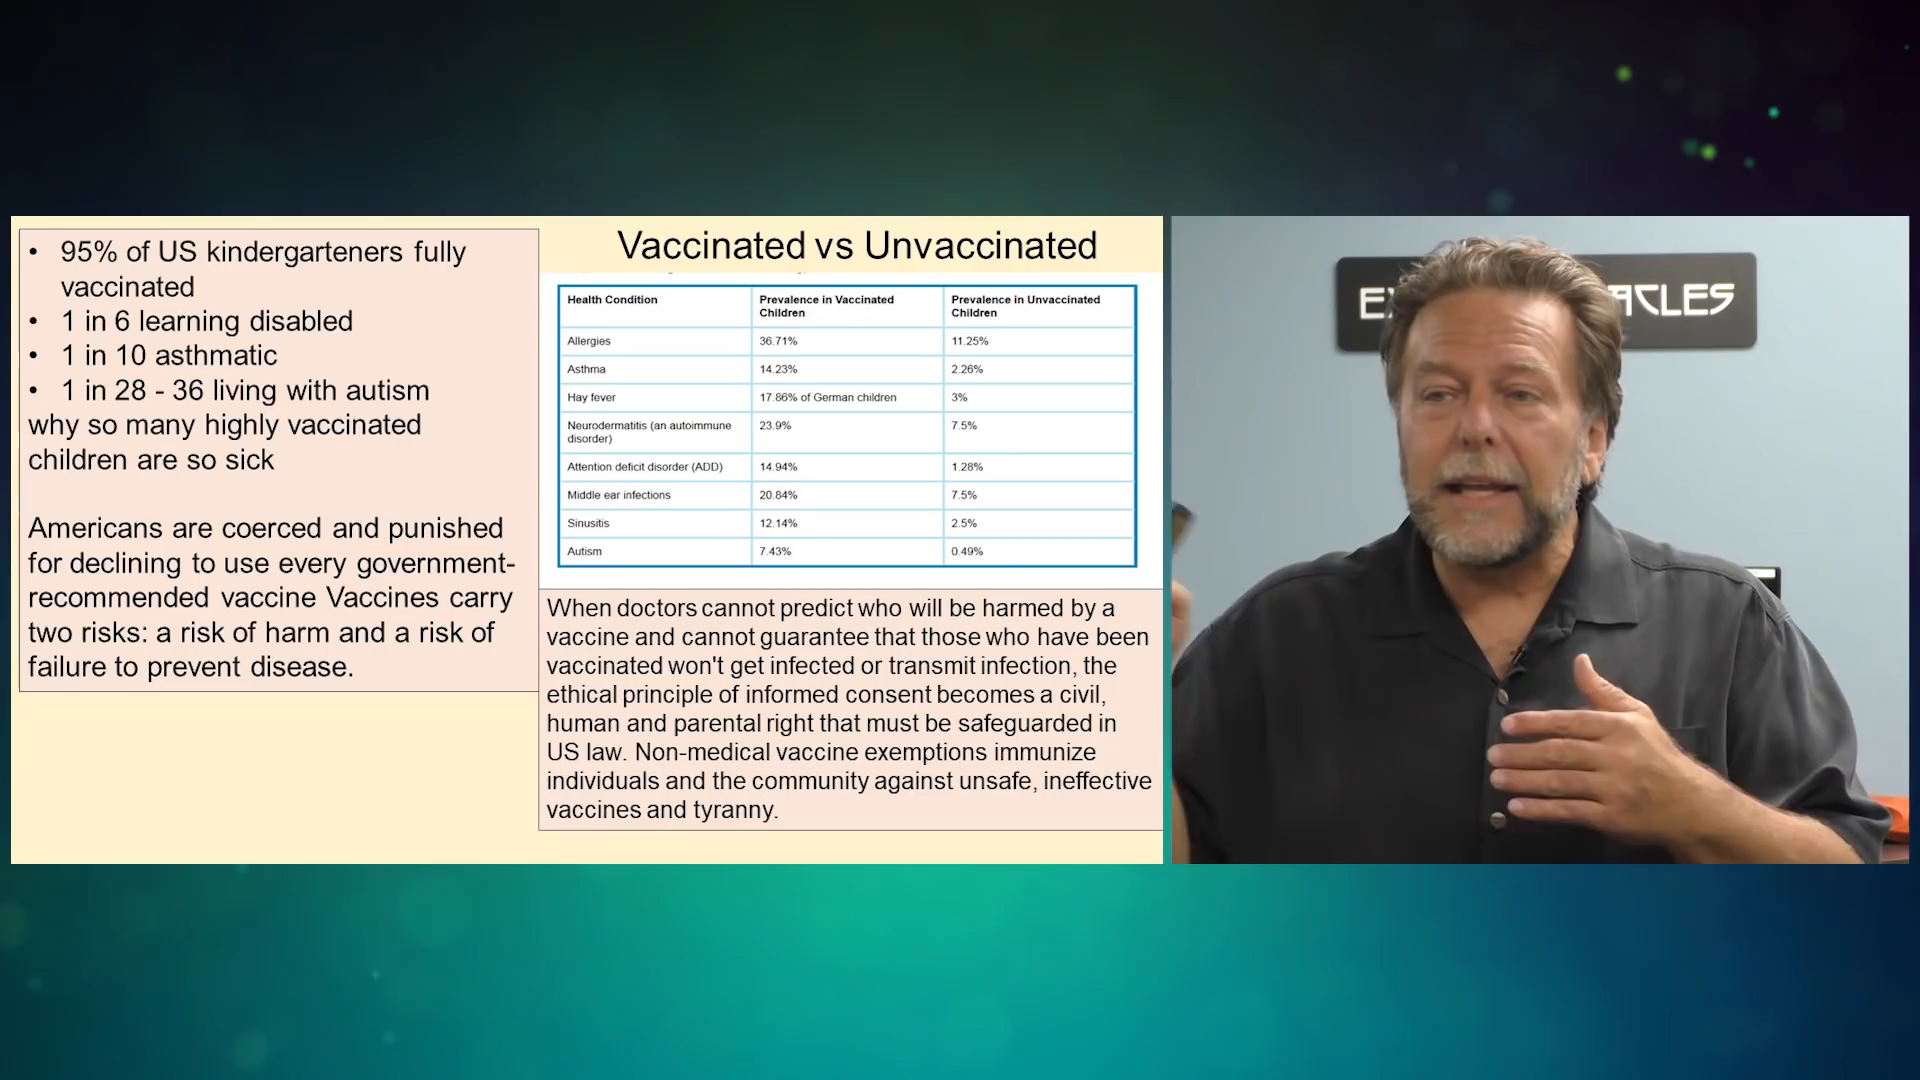 • 95% of US kindergarteners fully
vaccinated
• 1 in 6 learning disabled
• 1 in 10 asthmatic
• 1 in 28 - 36 living with autism
why so many highly vaccinated
children are so sick
Americans are coerced and punished
for declining to use every government-
recommended vaccine Vaccines carry
two risks: a risk of harm and a risk of
failure to prevent disease.
Vaccinated vs Unvaccinated
Health Condition Prevalence in Vaccinated Children Prevalence in Unvaccinated Children
Allergies 36.71% 11.25%
Asthma 14.23% 2.26%
Hay fever 17.86% of German children 3%
Neurodermatitis (an autoimmune disorder) 23.9% 7.5%
Attention deficit disorder (ADD) 14.94% 1.28%
Middle ear infections 20.84% 7.5%
Sinusitis 12.14% 2.5%
Autism 7.43% 0.49%
When doctors cannot predict who will be harmed by a
vaccine and cannot guarantee that those who have been
vaccinated won't get infected or transmit infection, the
ethical principle of informed consent becomes a civil,
human and parental right that must be safeguarded in
US law. Non-medical vaccine exemptions immunize
individuals and the community against unsafe, ineffective
vaccines and tyranny.